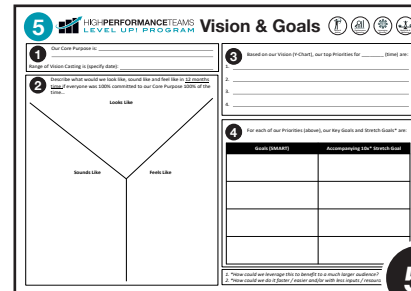 5
HIGHPERFORMANCETEAMS
LEVEL UP! PROGRAM
Vision & Goals
1
Our Core Purpose is:
Range of Vision-Casting is (specify date):
2
Describe what would we look like, sound like and feel like in 12 months
time if everyone was 100% committed to our Core Purpose 100% of the
time...
Looks Like
Sounds Like
Feels Like
3
Based on our Vision (Y-Chart), our top Priorities for ________ (time) are:
1.
2.
3.
4.
4
For each of our Priorities (above), our Key Goals and Stretch Goals* are:
Goals (SMART)
Accompanying 10x* Stretch Goal
1. *How could we leverage this to benefit to a much larger audience?
2. *How could we do it faster / easier and/or with less inputs /